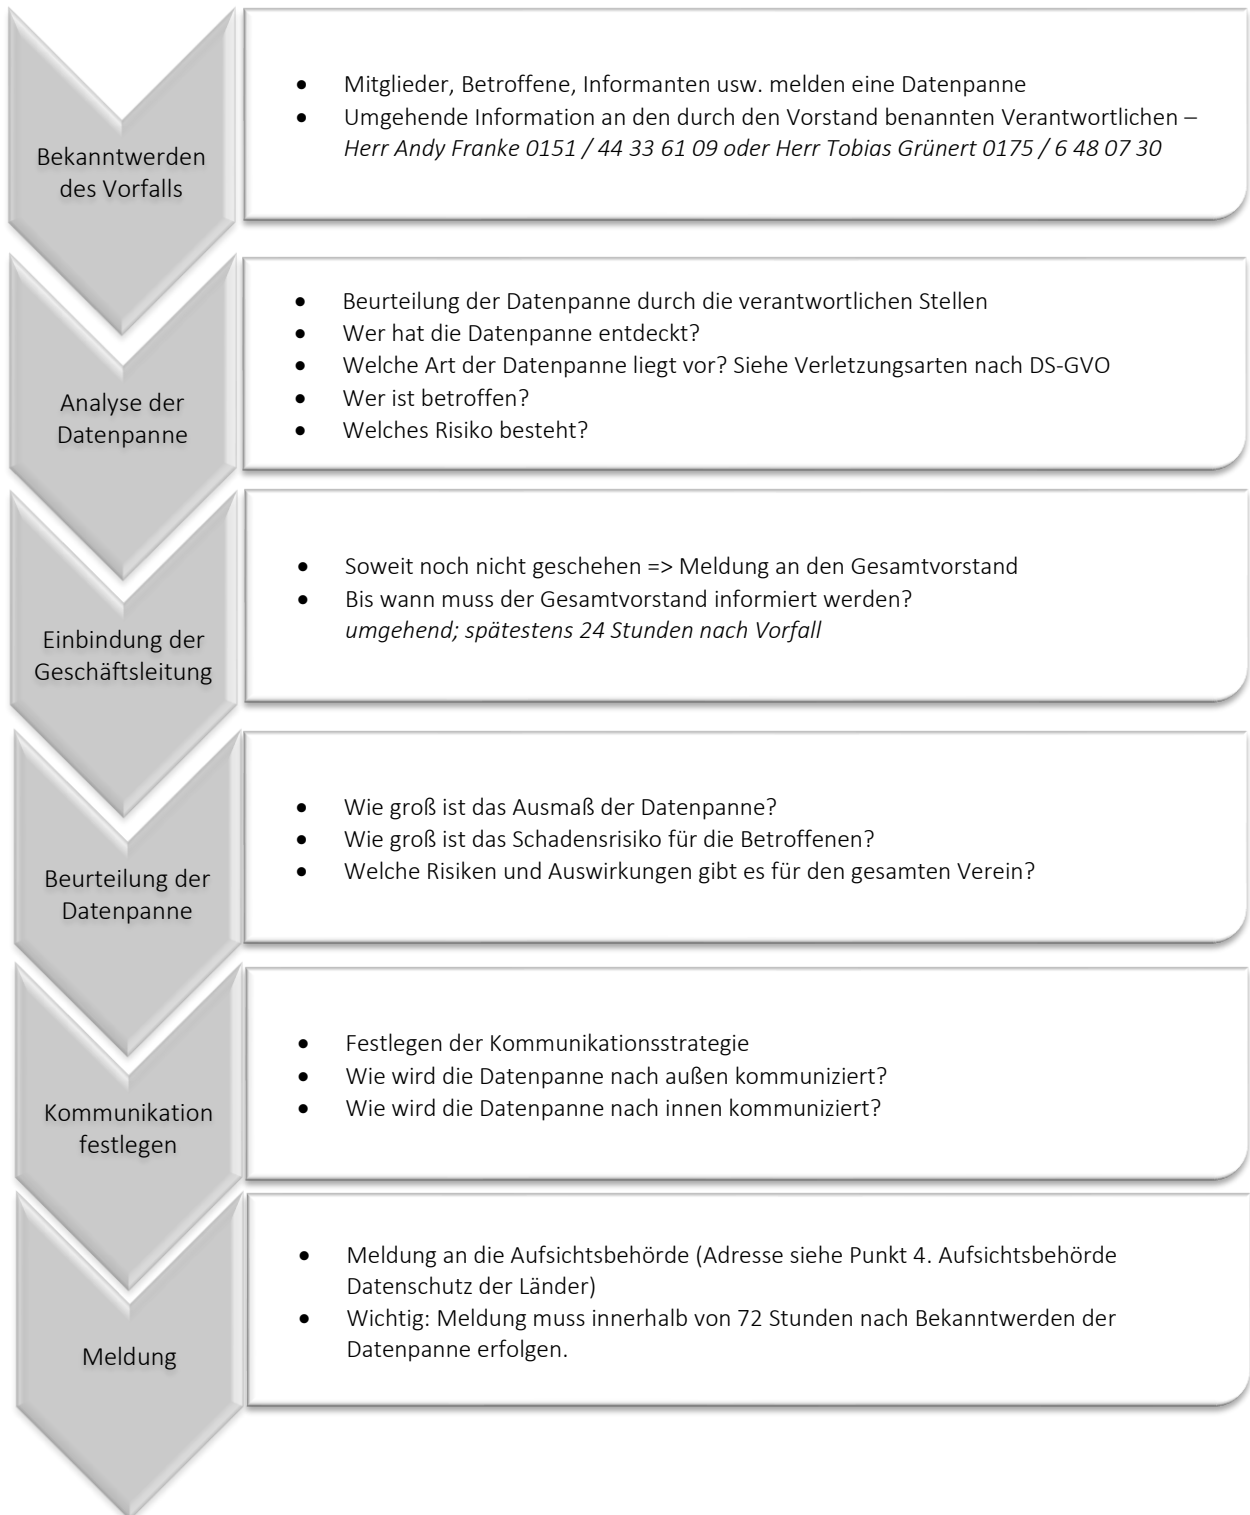 Bekanntwerden
des Vorfalls
• Mitglieder, Betroffene, Informanten usw. melden eine Datenpanne
• Umgehende Information an den durch den Vorstand benannten Verantwortlichen –
Herr Andy Franke 0151 / 44 33 61 09 oder Herr Tobias Grünert 0175 / 6 48 07 30
Analyse der
Datenpanne
• Beurteilung der Datenpanne durch die verantwortlichen Stellen
• Wer hat die Datenpanne entdeckt?
• Welche Art der Datenpanne liegt vor? Siehe Verletzungsarten nach DS-GVO
• Wer ist betroffen?
• Welches Risiko besteht?
Einbindung der
Geschäftsleitung
• Soweit noch nicht geschehen => Meldung an den Gesamtvorstand
• Bis wann muss der Gesamtvorstand informiert werden?
umgehend; spätestens 24 Stunden nach Vorfall
Beurteilung der
Datenpanne
• Wie groß ist das Ausmaß der Datenpanne?
• Wie groß ist das Schadensrisiko für die Betroffenen?
• Welche Risiken und Auswirkungen gibt es für den gesamten Verein?
Kommunikation
festlegen
• Festlegen der Kommunikationsstrategie
• Wie wird die Datenpanne nach außen kommuniziert?
• Wie wird die Datenpanne nach innen kommuniziert?
Meldung
• Meldung an die Aufsichtsbehörde (Adresse siehe Punkt 4. Aufsichtsbehörde
Datenschutz der Länder)
• Wichtig: Meldung muss innerhalb von 72 Stunden nach Bekanntwerden der
Datenpanne erfolgen.